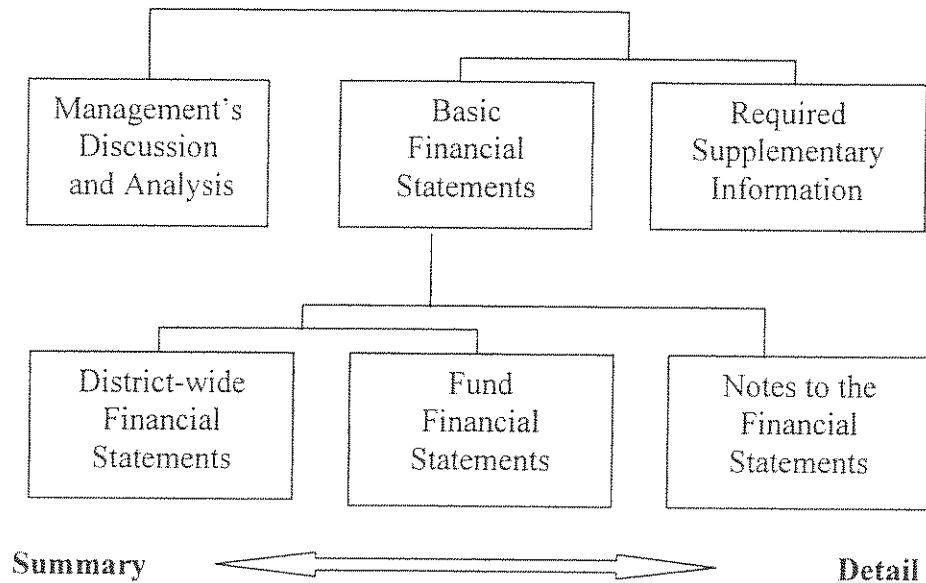 Management's
Discussion
and Analysis
Basic
Financial
Statements
Required
Supplementary
Information
District-wide
Financial
Statements
Fund
Financial
Statements
Notes to the
Financial
Statements
Summary
Detail